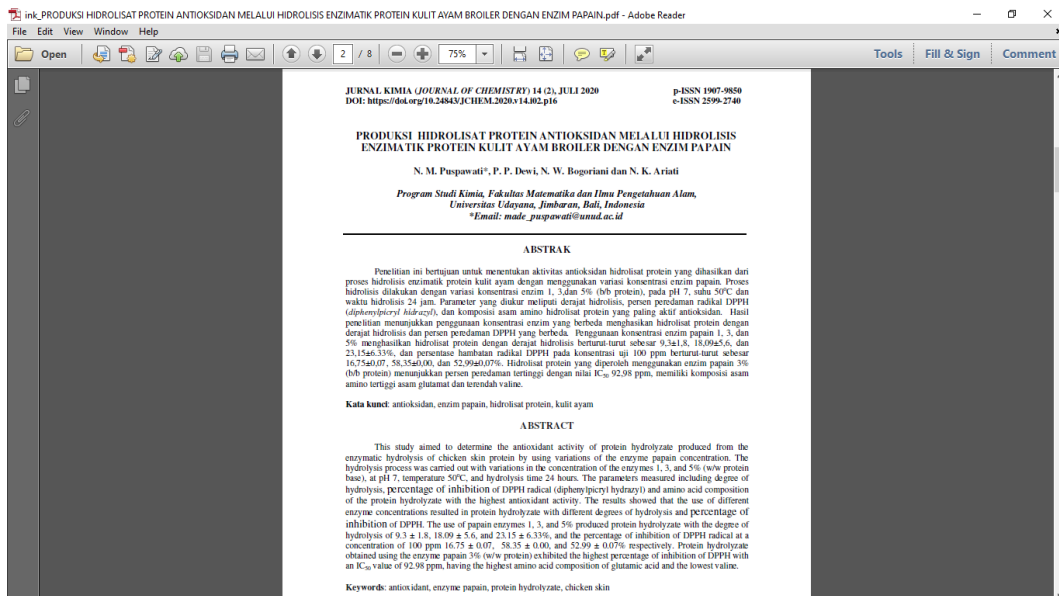 ink_PRODUKSI HIDROLISAT PROTEIN ANTIOKSIDAN MELALUI HIDROLISIS ENZIMATIK PROTEIN KULIT AYAM BROILER DENGAN ENZIM PAPAIN.pdf - Adobe Reader
File Edit View Window Help
Open 2 / 8 75% Tools Fill & Sign Comment
JURNAL KIMIA (JOURNAL OF CHEMISTRY) 14 (2), JULI 2020 p-ISSN 1907-9850
DOI: https://doi.org/10.24843/JCHEM.2020.v14.i02.p16 e-ISSN 2599-2740
PRODUKSI HIDROLISAT PROTEIN ANTIOKSIDAN MELALUI HIDROLISIS
ENZIMATIK PROTEIN KULIT AYAM BROILER DENGAN ENZIM PAPAIN
N. M. Puspawati*, P. P. Dewi, N. W. Bogoriani dan N. K. Ariati
Program Studi Kimia, Fakultas Matematika dan Ilmu Pengetahuan Alam,
Universitas Udayana, Jimbaran, Bali, Indonesia
*Email: made_puspawati@unud.ac.id
ABSTRAK
Penelitian ini bertujuan untuk menentukan aktivitas antioksidan hidrolisat protein yang dihasilkan dari
proses hidrolisis enzimatik protein kulit ayam dengan menggunakan variasi konsentrasi enzim papain. Proses
hidrolisis dilakukan dengan variasi konsentrasi enzim 1, 3,dan 5% (b/b protein), pada pH 7, suhu 50°C dan
waktu hidrolisis 24 jam. Parameter yang diukur meliputi derajat hidrolisis, persen peredaman radikal DPPH
(diphenylpicryl hidrazyl), dan komposisi asam amino hidrolisat protein yang paling aktif antioksidan. Hasil
penelitian menunjukkan penggunaan konsentrasi enzim yang berbeda menghasikan hidrolisat protein dengan
derajat hidrolisis dan persen peredaman DPPH yang berbeda. Penggunaan konsentrasi enzim papain 1, 3, dan
5% menghasilkan hidrolisat protein dengan derajat hidrolisis berturut-turut sebesar 9,3±1,8, 18,09±5,6, dan
23,15±6.33%, dan persentase hambatan radikal DPPH pada konsentrasi uji 100 ppm berturut-turut sebesar
16,75±0,07, 58,35±0,00, dan 52,99±0,07%. Hidrolisat protein yang diperoleh menggunakan enzim papain 3%
(b/b protein) menunjukkan persen peredaman tertinggi dengan nilai IC50 92,98 ppm, memiliki komposisi asam
amino tertiggi asam glutamat dan terendah valine.
Kata kunci: antioksidan, enzim papain, hidrolisat protein, kulit ayam
ABSTRACT
This study aimed to determine the antioxidant activity of protein hydrolyzate produced from the
enzymatic hydrolysis of chicken skin protein by using variations of the enzyme papain concentration. The
hydrolysis process was carried out with variations in the concentration of the enzymes 1, 3, and 5% (w/w protein
base), at pH 7, temperature 50°C, and hydrolysis time 24 hours. The parameters measured including degree of
hydrolysis, percentage of inhibition of DPPH radical (diphenylpicryl hydrazyl) and amino acid composition
of the protein hydrolyzate with the highest antioxidant activity. The results showed that the use of different
enzyme concentrations resulted in protein hydrolyzate with different degrees of hydrolysis and percentage of
inhibition of DPPH. The use of papain enzymes 1, 3, and 5% produced protein hydrolyzate with the degree of
hydrolysis of 9.3 ± 1.8, 18.09 ± 5.6, and 23.15 ± 6.33%, and the percentage of inhibition of DPPH radical at a
concentration of 100 ppm 16.75 ± 0.07, 58.35 ± 0.00, and 52.99 ± 0.07% respectively. Protein hydrolyzate
obtained using the enzyme papain 3% (w/w protein) exhibited the highest percentage of inhibition of DPPH with
an IC50 value of 92.98 ppm, having the highest amino acid composition of glutamic acid and the lowest valine.
Keywords: antioxidant, enzyme papain, protein hydrolyzate, chicken skin